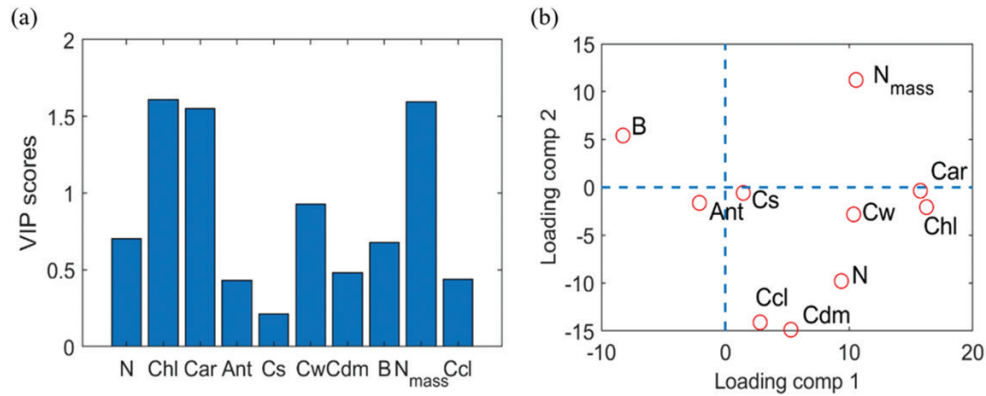 (a)
2
1.5
1
0.5
0
VIP scores
N Chl Car Ant Cs Cw Cdm B N_mass Ccl
(b)
15
10
5
0
-5
-10
-15
Loading comp 2
N_mass
B
Car
Cs
Ant
Cw
Chl
N
Ccl
Cdm
-10 0 10 20
Loading comp 1